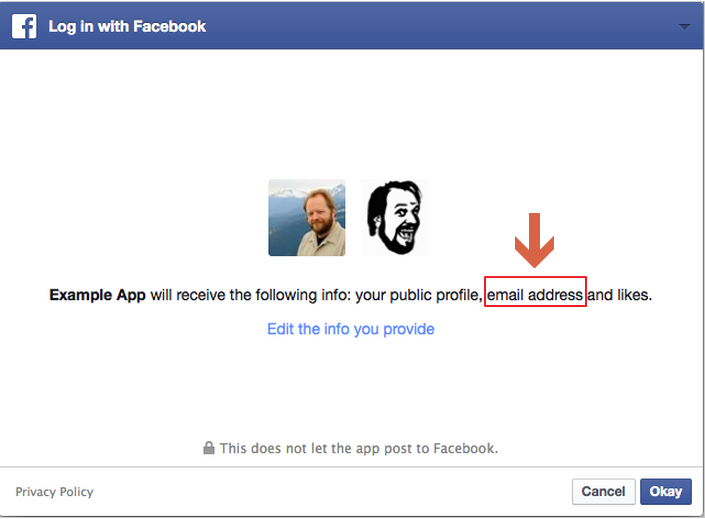 Log in with Facebook
Example App will receive the following info: your public profile, email address and likes.
Edit the info you provide
This does not let the app post to Facebook.
Privacy Policy
Cancel
Okay